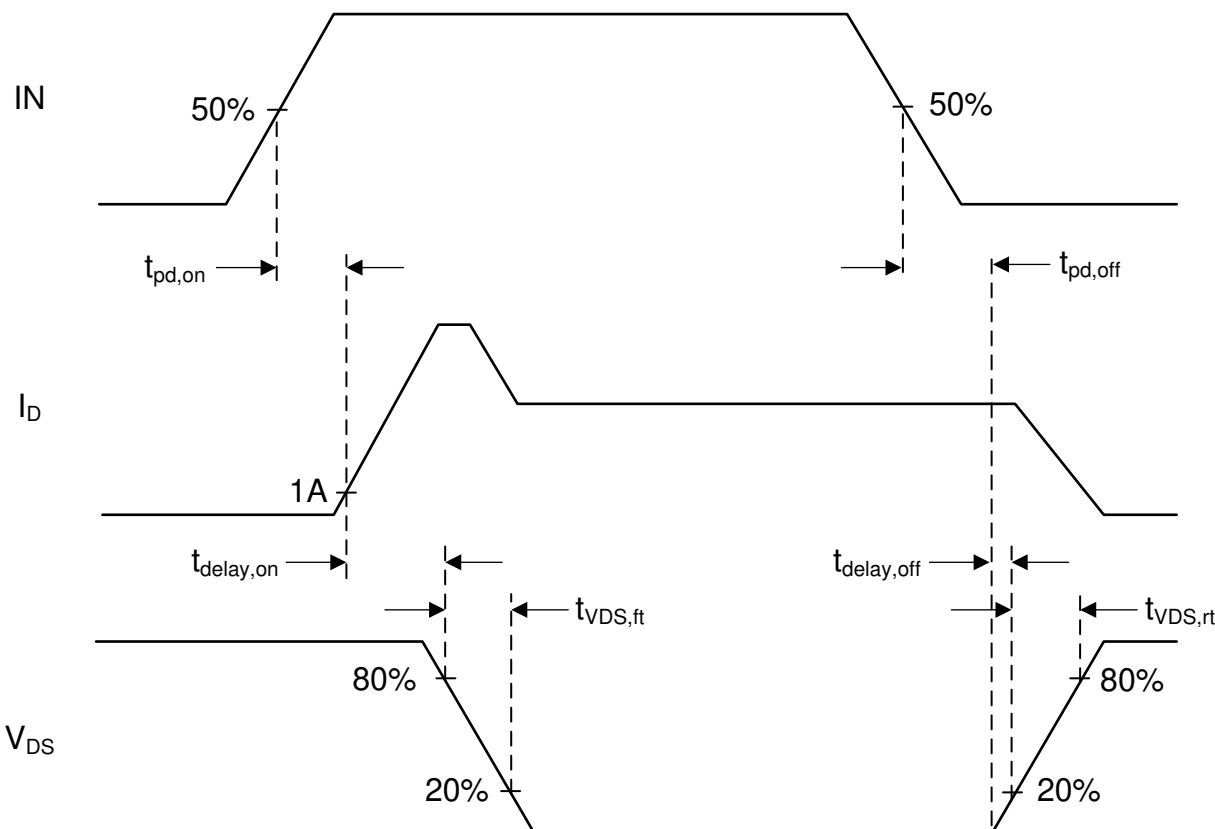 IN
50%
50%
tpd,on
tpd,off
ID
1A
tdelay,on
tdelay,off
tVDS,ft
tVDS,rt
80%
80%
VDS
20%
20%